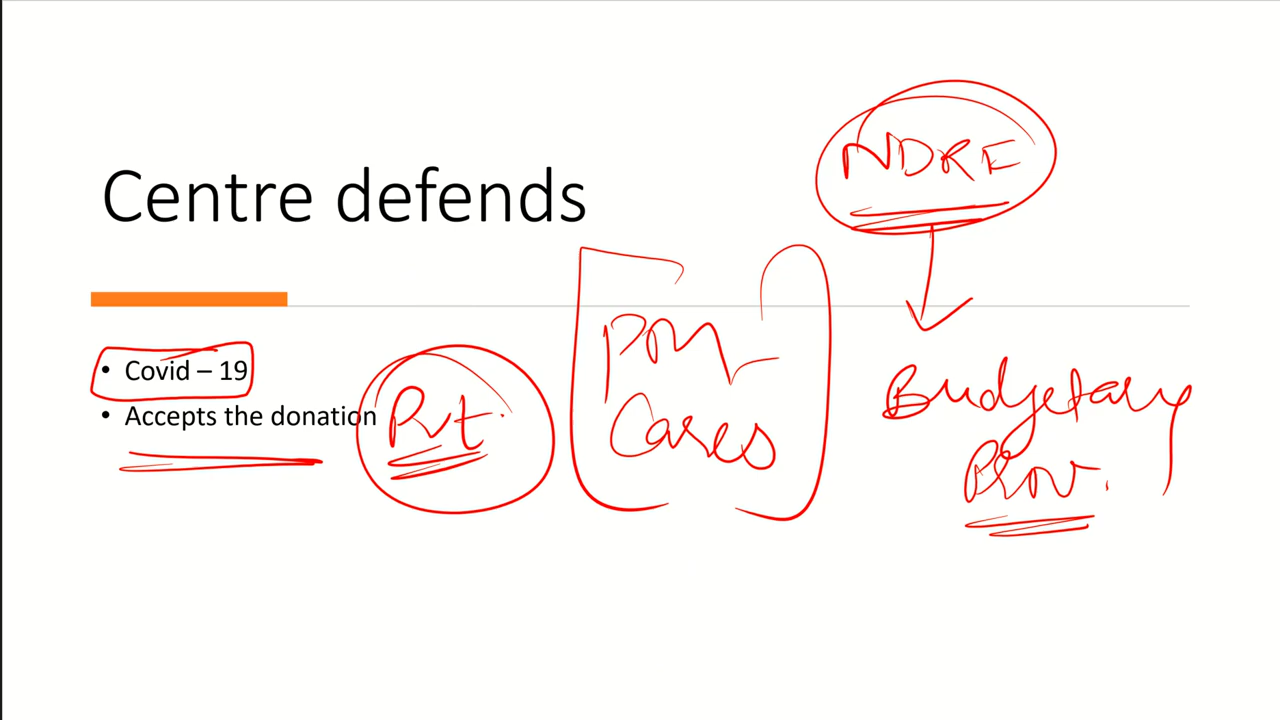 Centre defends
NDRF
• Covid – 19
• Accepts the donation
Pvt.
PM
Cares
Budgetary
Prov.